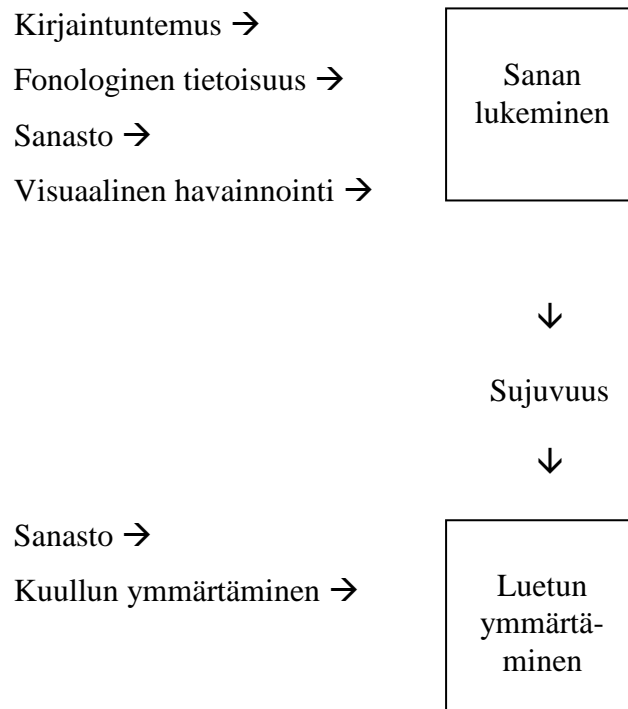 Kirjaintuntemus →
Fonologinen tietoisuus →
Sanasto →
Visuaalinen havainnointi →
Sanan
lukeminen
↓
Sujuvuus
↓
Sanasto →
Kuullun ymmärtäminen →
Luetun
ymmärtä-
minen